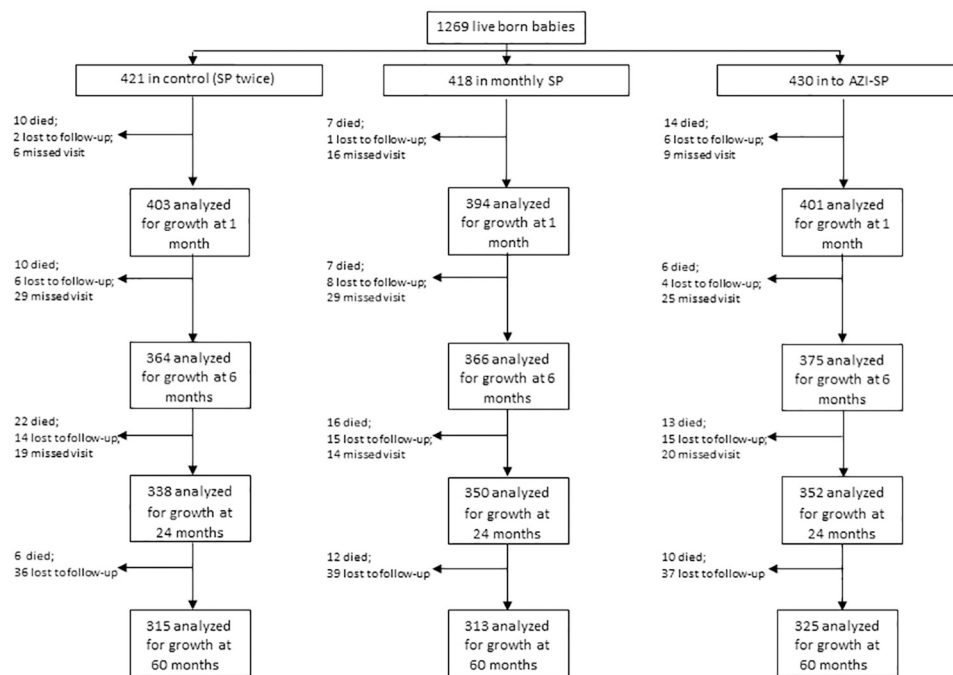 1269 live born babies
421 in control (SP twice)
418 in monthly SP
430 in to AZI-SP
10 died;
2 lost to follow-up;
6 missed visit
7 died;
1 lost to follow-up;
16 missed visit
14 died;
6 lost to follow-up;
9 missed visit
403 analyzed
for growth at 1
month
394 analyzed
for growth at 1
month
401 analyzed
for growth at 1
month
10 died;
6 lost to follow-up;
29 missed visit
7 died;
8 lost to follow-up;
29 missed visit
6 died;
4 lost to follow-up;
25 missed visit
364 analyzed
for growth at 6
months
366 analyzed
for growth at 6
months
375 analyzed
for growth at 6
months
22 died;
14 lost to follow-up;
19 missed visit
16 died;
15 lost to follow-up;
14 missed visit
13 died;
15 lost to follow-up;
20 missed visit
338 analyzed
for growth at
24 months
350 analyzed
for growth at
24 months
352 analyzed
for growth at
24 months
6 died;
36 lost to follow-up
12 died;
39 lost to follow-up
10 died;
37 lost to follow-up
315 analyzed
for growth at
60 months
313 analyzed
for growth at
60 months
325 analyzed
for growth at
60 months